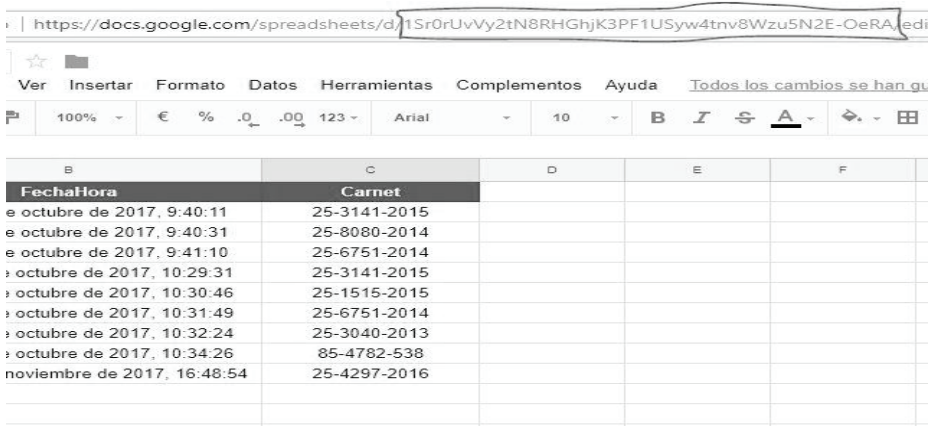 https://docs.google.com/spreadsheets/d/1Sr0rUvVy2tN8RHGhjK3PF1USyw4tnv8Wzu5N2E-OeRA/edi
Ver Insertar Formato Datos Herramientas Complementos Ayuda Todos los cambios se han gu
100% € % .0 .00 123 Arial 10 B I S A
B C D E F
FechaHora Carnet
e octubre de 2017, 9:40:11 25-3141-2015
e octubre de 2017, 9:40:31 25-8080-2014
e octubre de 2017, 9:41:10 25-6751-2014
e octubre de 2017, 10:29:31 25-3141-2015
e octubre de 2017, 10:30:46 25-1515-2015
e octubre de 2017, 10:31:49 25-6751-2014
e octubre de 2017, 10:32:24 25-3040-2013
e octubre de 2017, 10:34:26 85-4782-538
noviembre de 2017, 16:48:54 25-4297-2016